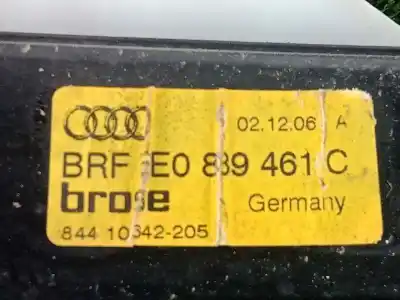 02.12.06 A
BRF 8E0 839 461 C
brose Germany
844 10342-205